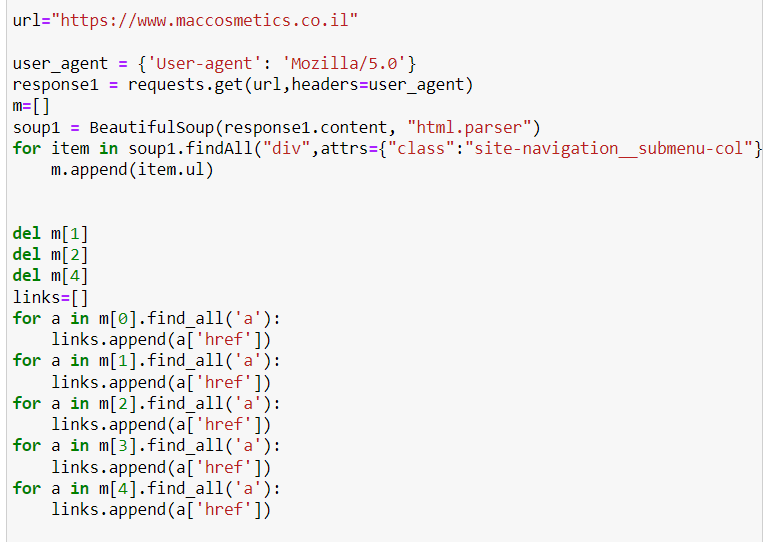 url="https://www.maccosmetics.co.il"
user_agent = {'User-agent': 'Mozilla/5.0'}
response1 = requests.get(url,headers=user_agent)
m=[]
soup1 = BeautifulSoup(response1.content, "html.parser")
for item in soup1.findAll("div",attrs={"class":"site-navigation__submenu-col"}
    m.append(item.ul)
del m[1]
del m[2]
del m[4]
links=[]
for a in m[0].find_all('a'):
    links.append(a['href'])
for a in m[1].find_all('a'):
    links.append(a['href'])
for a in m[2].find_all('a'):
    links.append(a['href'])
for a in m[3].find_all('a'):
    links.append(a['href'])
for a in m[4].find_all('a'):
    links.append(a['href'])